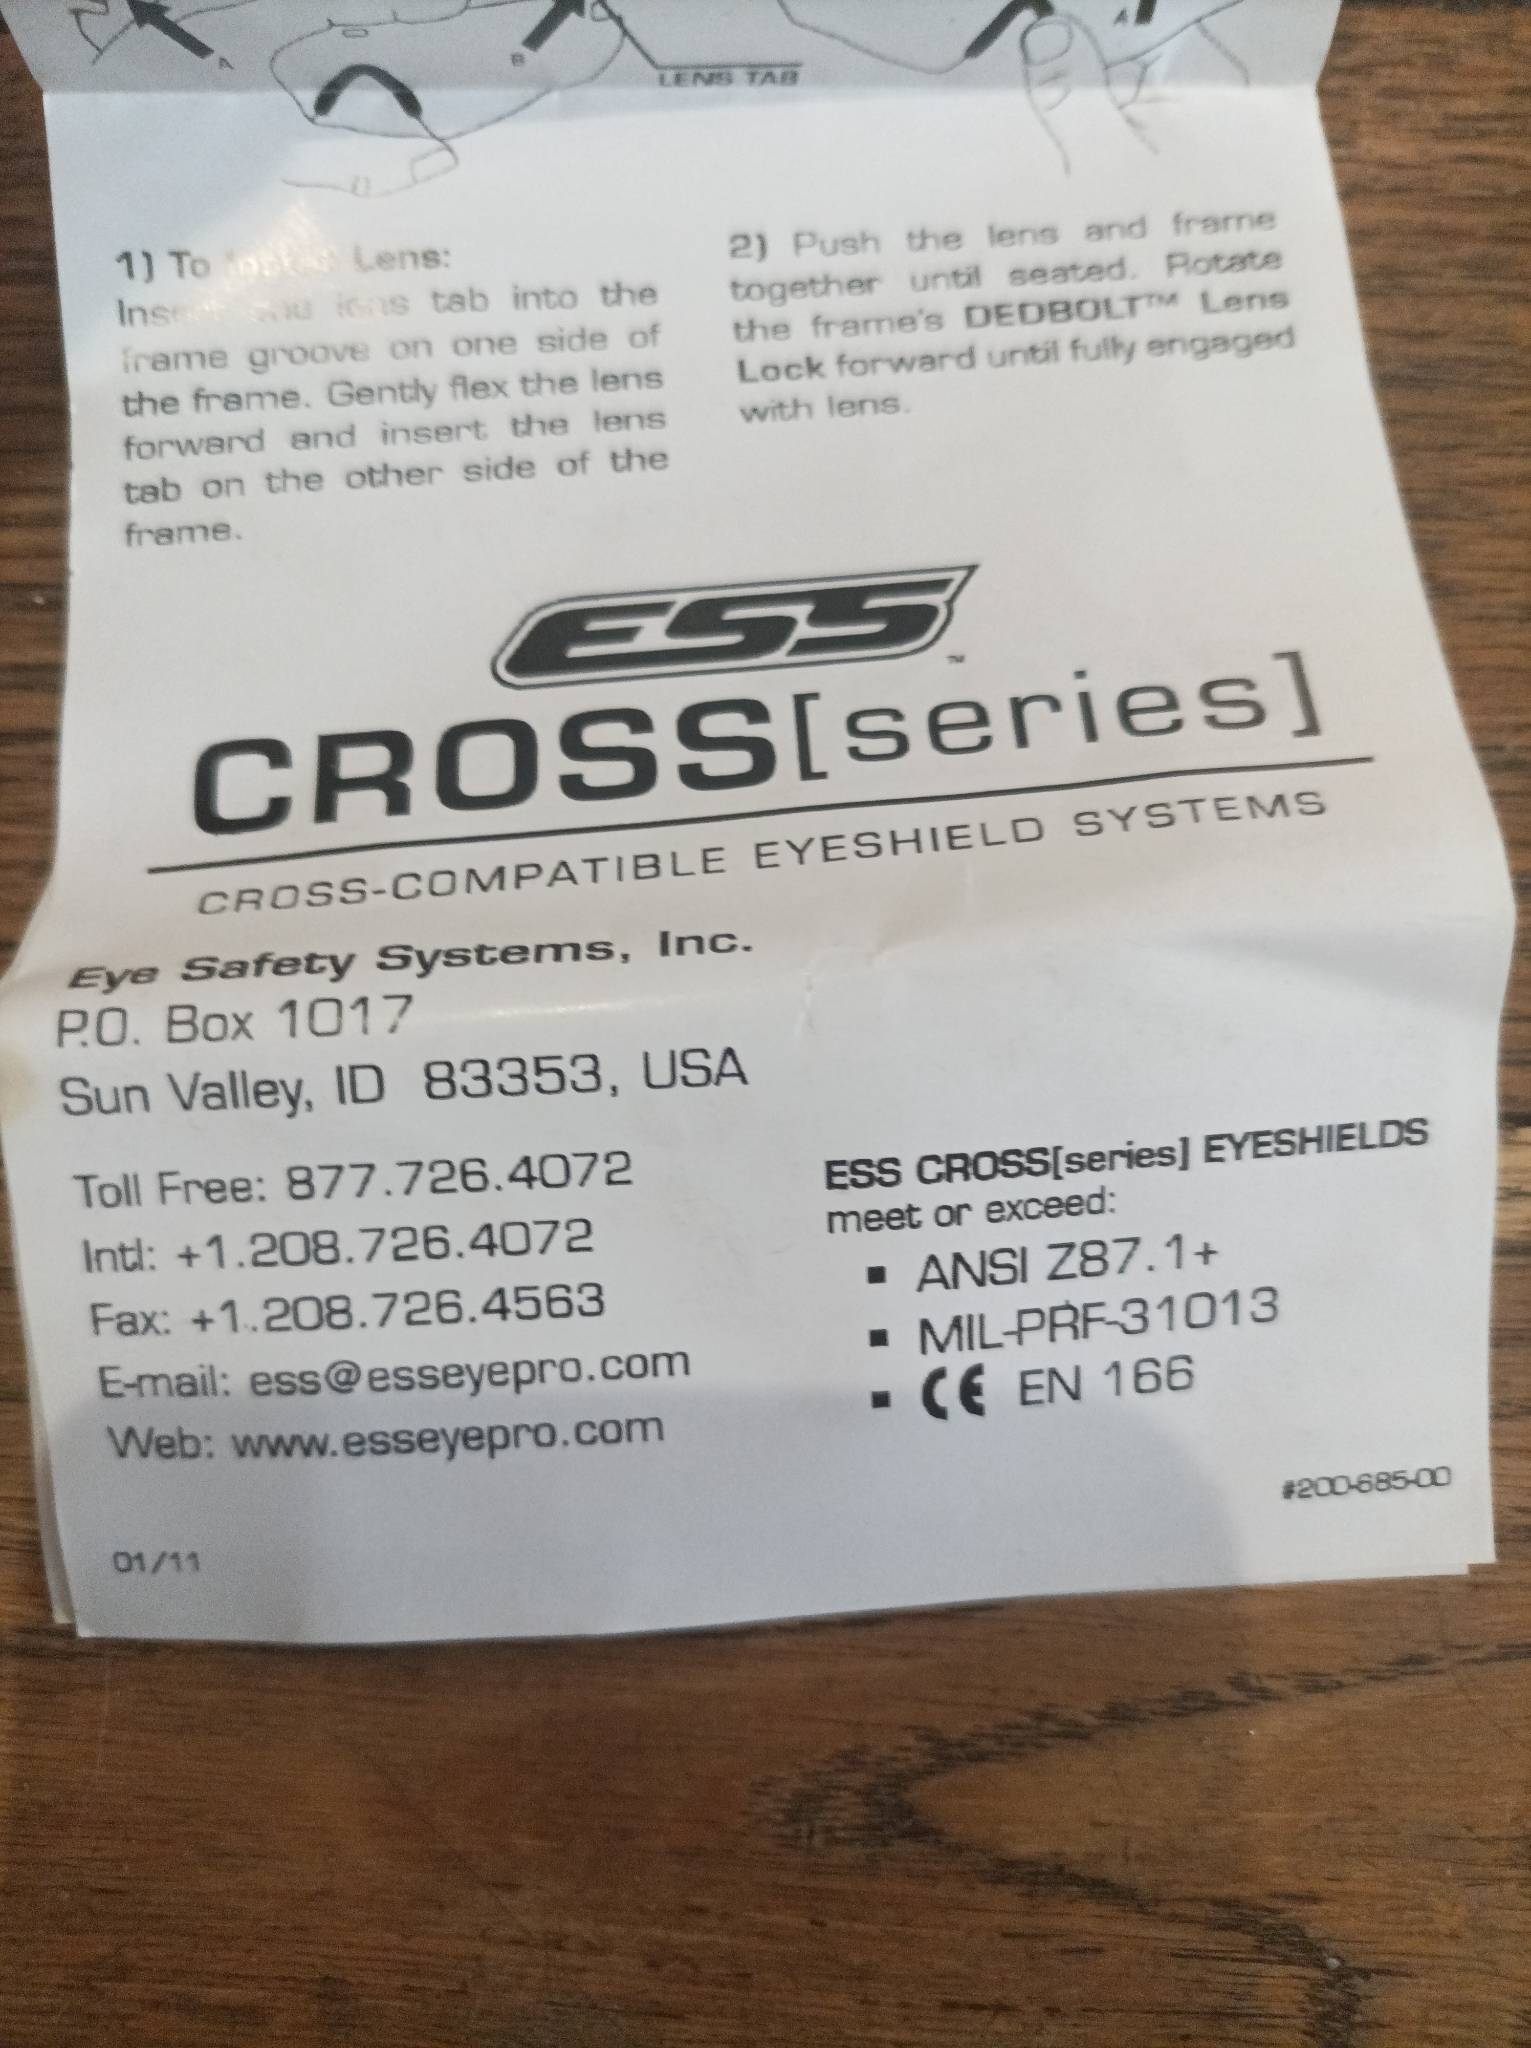 A
B
LENS TAB
A
1) To Lens:
lens tab into the
frame groove on one side of
the frame. Gently flex the lens
forward and insert the lens
tab on the other side of the
frame.
2) Push the lens and frame
together until seated. Rotate
the frame's DEDBOLT™ Lens
Lock forward until fully engaged
with lens.
ESS™
CROSS[series]
CROSS-COMPATIBLE EYESHIELD SYSTEMS
Eye Safety Systems, Inc.
P.O. Box 1017
Sun Valley, ID 83353, USA
Toll Free: 877.726.4072
Intl: +1.208.726.4072
Fax: +1.208.726.4563
E-mail: ess@esseyepro.com
Web: www.esseyepro.com
ESS CROSS[series] EYESHIELDS
meet or exceed:
▪ ANSI Z87.1+
▪ MIL-PRF-31013
▪ CE EN 166
#200-685-00
01/11